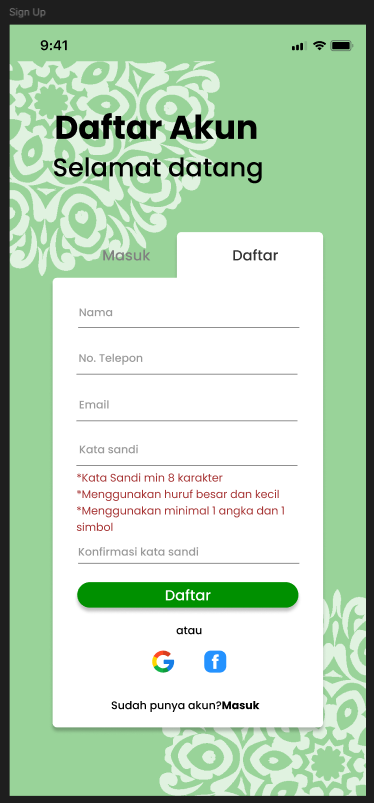 Sign Up
9:41
Daftar Akun
Selamat datang
Masuk
Daftar
Nama
No. Telepon
Email
Kata sandi
*Kata Sandi min 8 karakter
*Menggunakan huruf besar dan kecil
*Menggunakan minimal 1 angka dan 1
simbol
Konfirmasi kata sandi
Daftar
atau
Sudah punya akun?Masuk